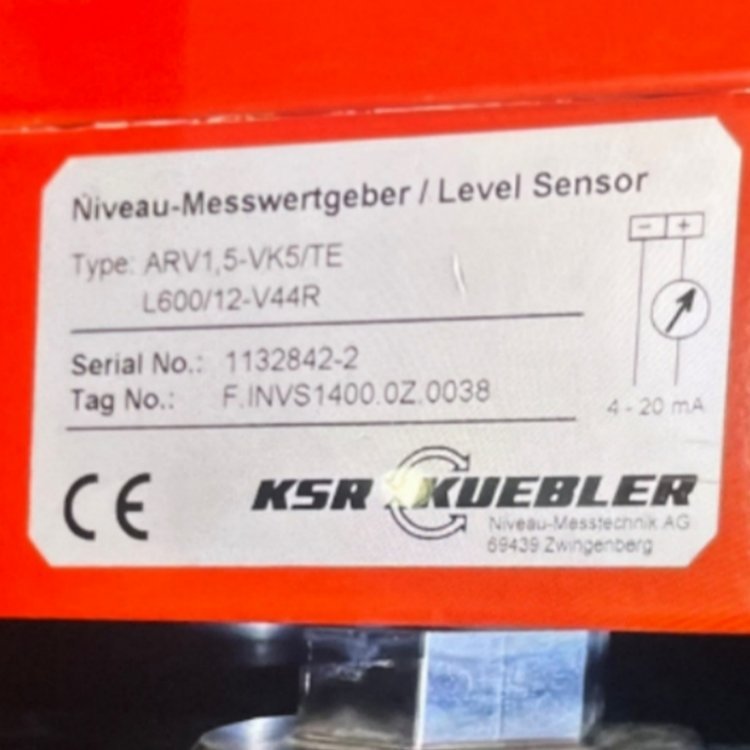 Niveau-Messwertgeber / Level Sensor
Type: ARV1,5-VK5/TE
L600/12-V44R
- +
Serial No.: 1132842-2
Tag No.: F.INVS1400.0Z.0038
4 - 20 mA
CE
KSR KUEBLER
Niveau-Messtechnik AG
69439 Zwingenberg